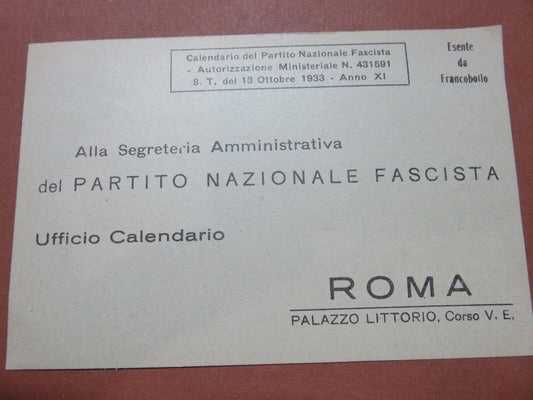 Calendario del Partito Nazionale Fascista
- Autorizzazione Ministeriale N. 431591
S. T. del 13 Ottobre 1933 - Anno XI
Esente
da
Francobollo
Alla Segreteria Amministrativa
del PARTITO NAZIONALE FASCISTA
Ufficio Calendario
ROMA
PALAZZO LITTORIO, Corso V. E.